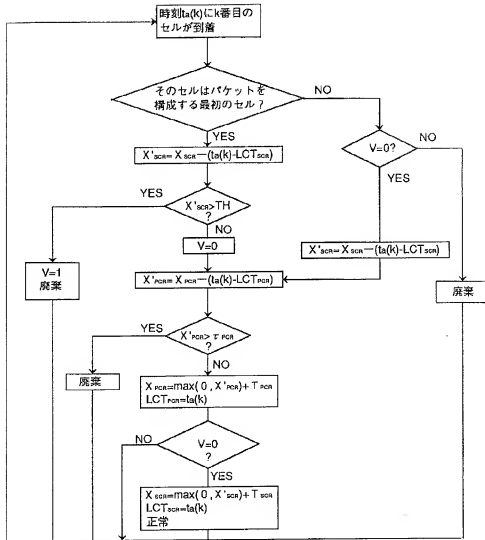 時刻ta(k)にk番目の
セルが到着
そのセルはパケットを
構成する最初のセル?
NO
YES
X'SCR=XSCR−(ta(k)-LCTSCR)
V=0?
NO
YES
YES
X'SCR>TH
?
NO
V=0
X'SCR=XSCR−(ta(k)-LCTSCR)
V=1
廃棄
X'PCR=XPCR−(ta(k)-LCTPCR)
廃棄
YES
X'PCR>τPCR
?
NO
廃棄
XPCR=max(0,X'PCR)+TPCR
LCTPCR=ta(k)
NO
V=0
?
YES
XSCR=max(0,X'SCR)+TSCR
LCTSCR=ta(k)
正常